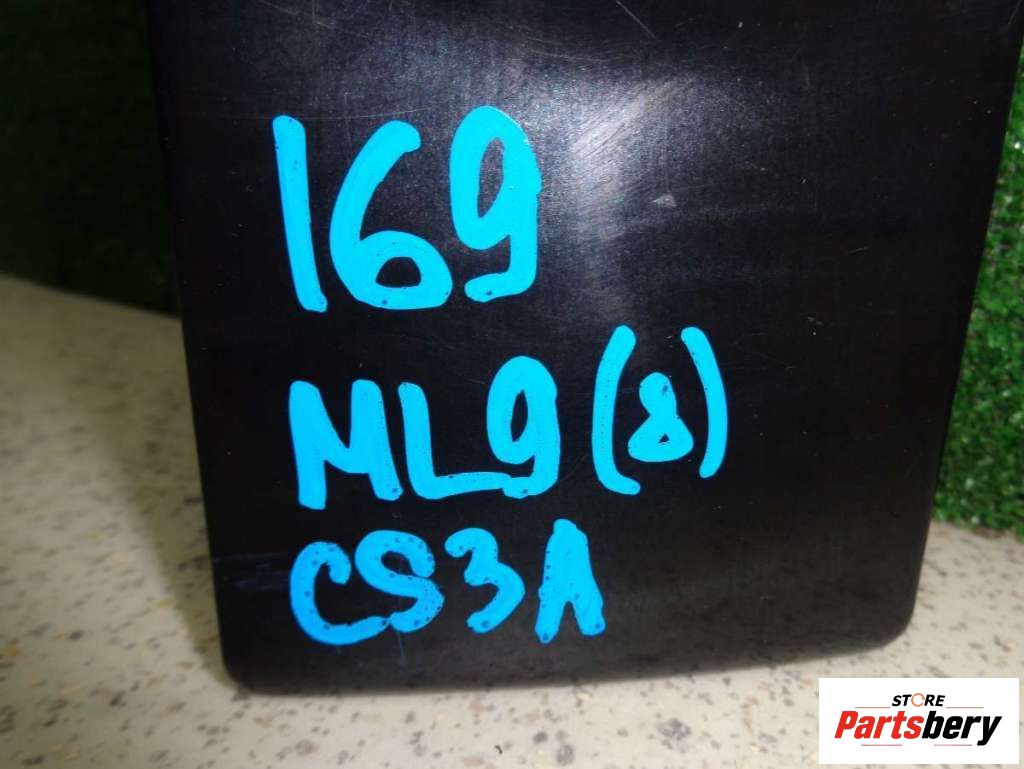 169
ML9(8)
CS3A
STORE
Partsbery